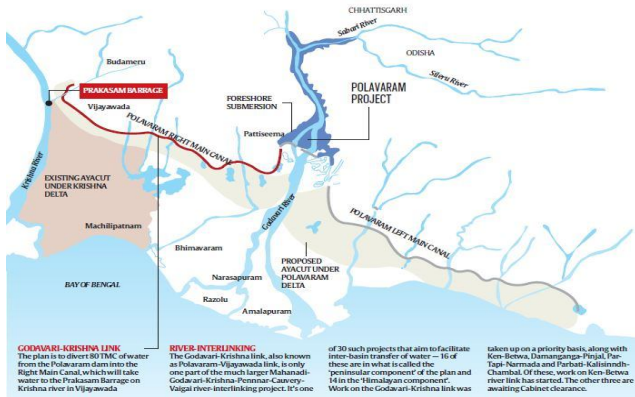 CHHATTISGARH
Sabari River
ODISHA
Sileru River
Budameru
PRAKASAM BARRAGE
Vijayawada
POLAVARAM RIGHT MAIN CANAL
FORESHORE
SUBMERSION
POLAVARAM
PROJECT
Pattiseema
Krishna River
EXISTING AYACUT
UNDER KRISHNA
DELTA
Machilipatnam
Godavari River
POLAVARAM LEFT MAIN CANAL
Bhimavaram
PROPOSED
AYACUT UNDER
POLAVARAM
DELTA
BAY OF BENGAL
Narasapuram
Razolu
Amalapuram
GODAVARI-KRISHNA LINK
The plan is to divert 80 TMC of water
from the Polavaram dam into the
Right Main Canal, which will take
water to the Prakasam Barrage on
Krishna river in Vijayawada
RIVER-INTERLINKING
The Godavari-Krishna link, also known
as Polavaram-Vijayawada link, is only
one part of the much larger Mahanadi-
Godavari-Krishna-Pennnar-Cauvery-
Vaigai river-interlinking project. It's one
of 30 such projects that aim to facilitate
inter-basin transfer of water — 16 of
these are in what is called the
'peninsular component' of the plan and
14 in the 'Himalayan component'.
Work on the Godavari-Krishna link was
taken up on a priority basis, along with
Ken-Betwa, Damanganga-Pinjal, Par-
Tapi-Narmada and Parbati-Kalisinndh-
Chambal. Of these, work on Ken-Betwa
river link has started. The other three are
awaiting Cabinet clearance.